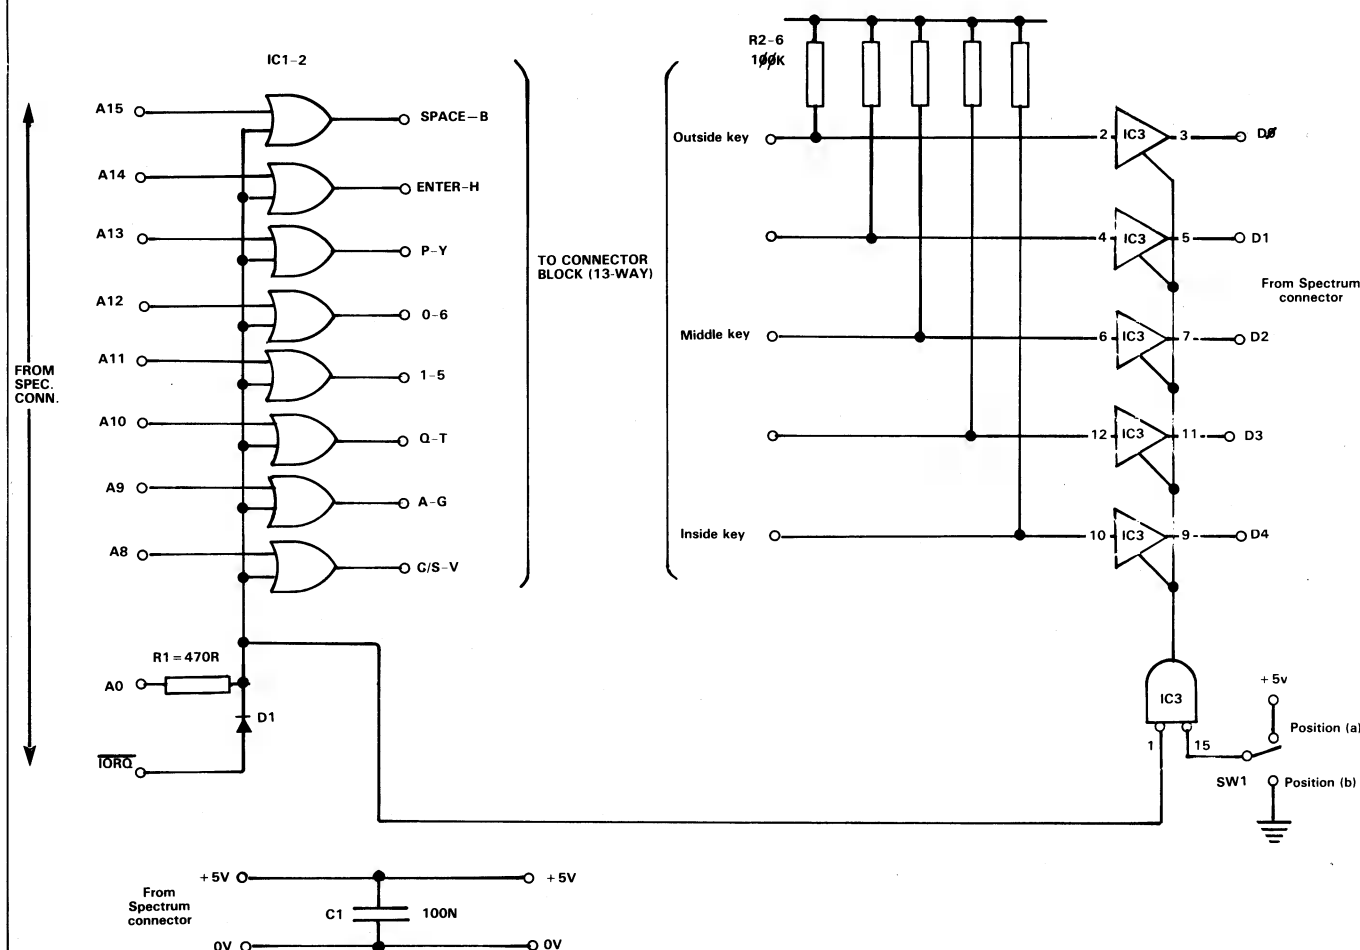 IC1-2
A15
SPACE-B
A14
ENTER-H
A13
P-Y
A12
0-6
A11
1-5
A10
Q-T
A9
A-G
A8
C/S-V
FROM
SPEC.
CONN.
R1=470R
A0
D1
IORQ
TO CONNECTOR
BLOCK (13-WAY)
R2-6
100K
Outside key
2
IC3
3
D0
4
IC3
5
D1
From Spectrum
connector
Middle key
6
IC3
7
D2
12
IC3
11
D3
Inside key
10
IC3
9
D4
IC3
1
15
+5v
Position (a)
SW1
Position (b)
From
Spectrum
connector
+5V
+5V
C1
100N
0V
0V